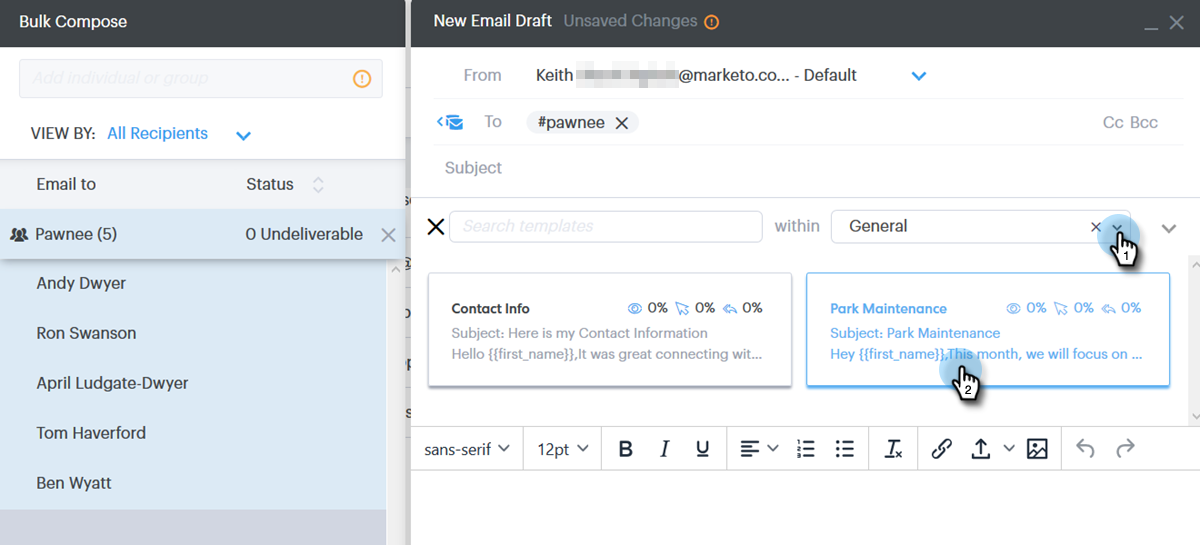 Bulk Compose
Add individual or group
VIEW BY: All Recipients
Email to Status
Pawnee (5) 0 Undeliverable
Andy Dwyer
Ron Swanson
April Ludgate-Dwyer
Tom Haverford
Ben Wyatt
New Email Draft Unsaved Changes
From Keith @marketo.co... - Default
To #pawnee Cc Bcc
Subject
Search templates within General
1
Contact Info 0% 0% 0%
Subject: Here is my Contact Information
Hello {{first_name}},It was great connecting wit...
Park Maintenance 0% 0% 0%
Subject: Park Maintenance
Hey {{first_name}},This month, we will focus on ...
2
sans-serif 12pt B I U